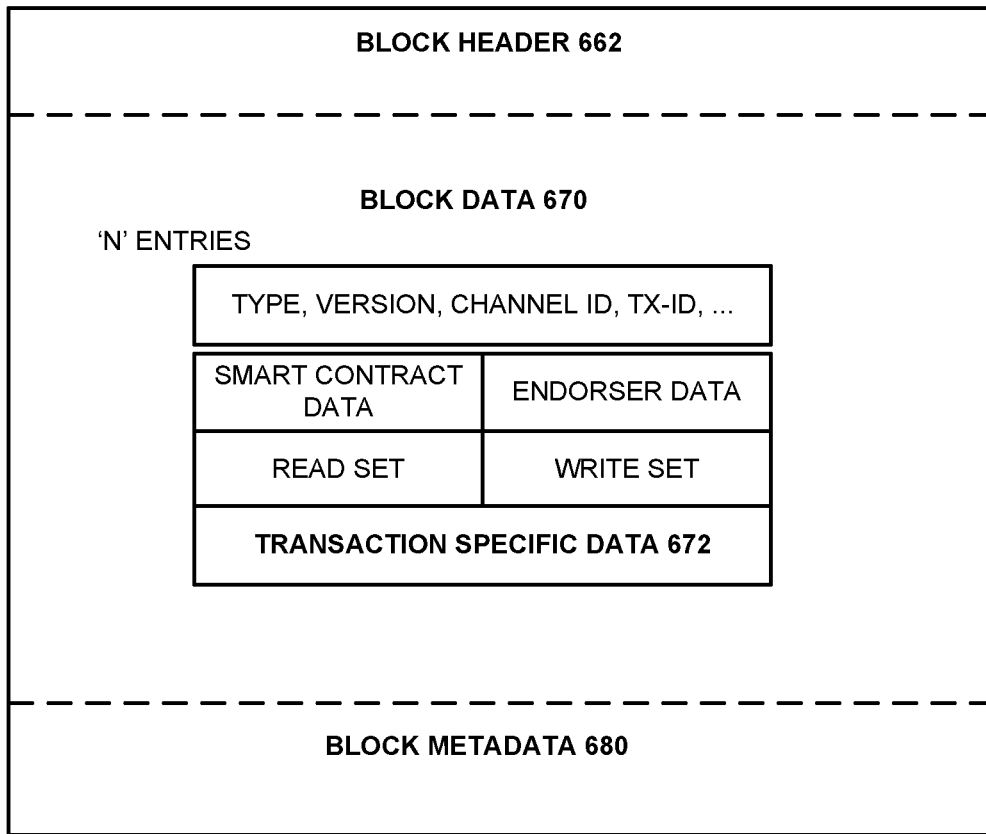 BLOCK HEADER 662
BLOCK DATA 670
‘N’ ENTRIES
TYPE, VERSION, CHANNEL ID, TX-ID, ...
SMART CONTRACT
DATA
ENDORSER DATA
READ SET
WRITE SET
TRANSACTION SPECIFIC DATA 672
BLOCK METADATA 680